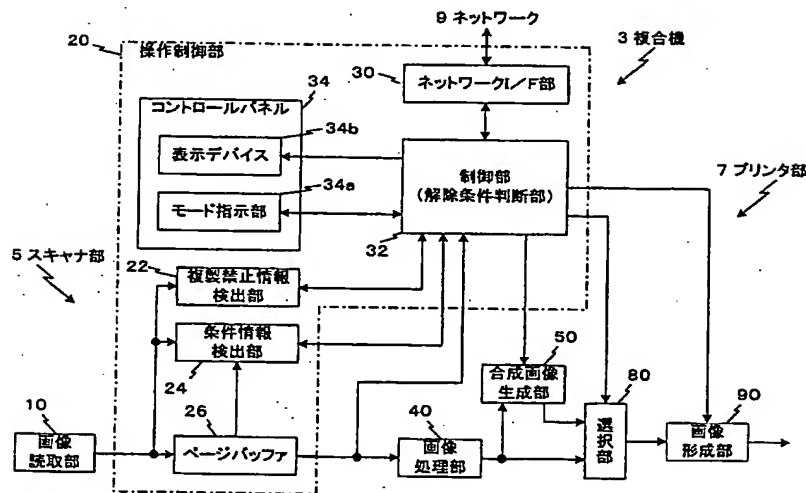 9 ネットワーク
20
操作制御部
3 複合機
30
ネットワークI/F部
コントロールパネル
34
34b
表示デバイス
制御部
(解除条件判断部)
7 プリンタ部
34a
モード指示部
32
5 スキャナ部
22
複製禁止情報
検出部
条件情報
検出部
24
50
合成画像
生成部
80
10
26
40
90
画像
読取部
ページバッファ
画像
処理部
選択部
画像
形成部